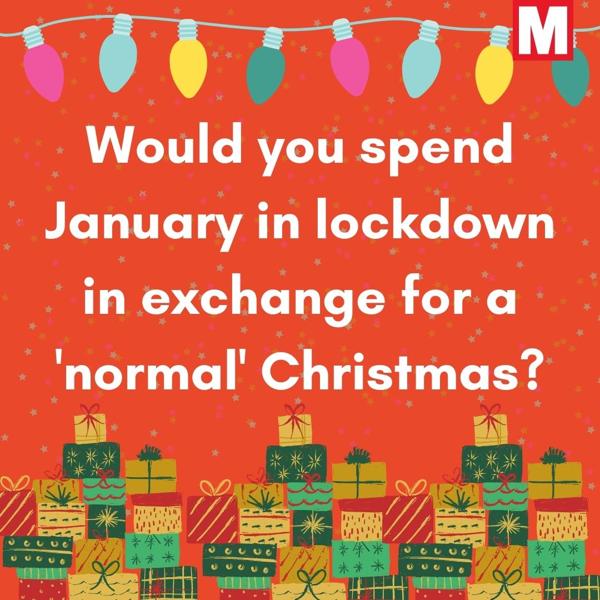 M
Would you spend
January in lockdown
in exchange for a
'normal' Christmas?